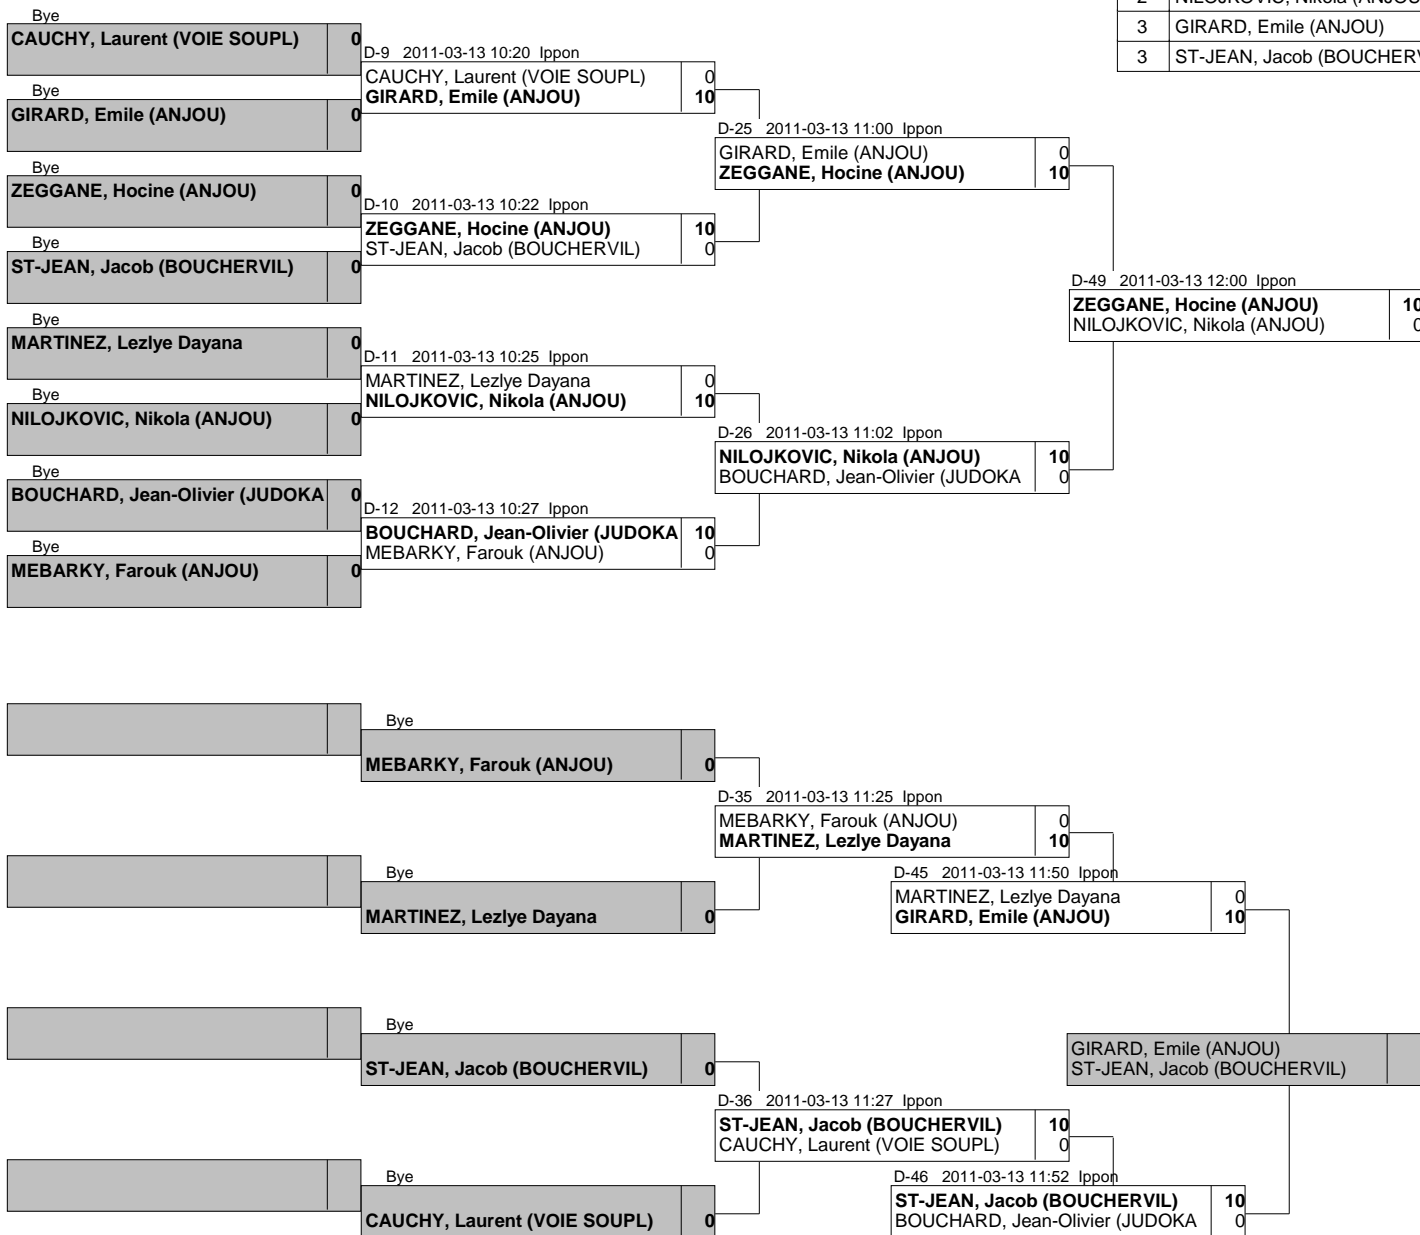 2 NILOJKOVIC, Nikola (ANJOU
3 GIRARD, Emile (ANJOU)
3 ST-JEAN, Jacob (BOUCHERV
Bye
CAUCHY, Laurent (VOIE SOUPL) 0
Bye
GIRARD, Emile (ANJOU) 0
Bye
ZEGGANE, Hocine (ANJOU) 0
Bye
ST-JEAN, Jacob (BOUCHERVIL) 0
Bye
MARTINEZ, Lezlye Dayana 0
Bye
NILOJKOVIC, Nikola (ANJOU) 0
Bye
BOUCHARD, Jean-Olivier (JUDOKA 0
Bye
MEBARKY, Farouk (ANJOU) 0
D-9 2011-03-13 10:20 Ippon
CAUCHY, Laurent (VOIE SOUPL) 0
GIRARD, Emile (ANJOU) 10
D-10 2011-03-13 10:22 Ippon
ZEGGANE, Hocine (ANJOU) 10
ST-JEAN, Jacob (BOUCHERVIL) 0
D-11 2011-03-13 10:25 Ippon
MARTINEZ, Lezlye Dayana 0
NILOJKOVIC, Nikola (ANJOU) 10
D-12 2011-03-13 10:27 Ippon
BOUCHARD, Jean-Olivier (JUDOKA 10
MEBARKY, Farouk (ANJOU) 0
D-25 2011-03-13 11:00 Ippon
GIRARD, Emile (ANJOU) 0
ZEGGANE, Hocine (ANJOU) 10
D-26 2011-03-13 11:02 Ippon
NILOJKOVIC, Nikola (ANJOU) 10
BOUCHARD, Jean-Olivier (JUDOKA 0
D-49 2011-03-13 12:00 Ippon
ZEGGANE, Hocine (ANJOU) 10
NILOJKOVIC, Nikola (ANJOU) 0
Bye
MEBARKY, Farouk (ANJOU) 0
Bye
MARTINEZ, Lezlye Dayana 0
Bye
ST-JEAN, Jacob (BOUCHERVIL) 0
Bye
CAUCHY, Laurent (VOIE SOUPL) 0
D-35 2011-03-13 11:25 Ippon
MEBARKY, Farouk (ANJOU) 0
MARTINEZ, Lezlye Dayana 10
D-36 2011-03-13 11:27 Ippon
ST-JEAN, Jacob (BOUCHERVIL) 10
CAUCHY, Laurent (VOIE SOUPL) 0
D-45 2011-03-13 11:50 Ippon
MARTINEZ, Lezlye Dayana 0
GIRARD, Emile (ANJOU) 10
D-46 2011-03-13 11:52 Ippon
ST-JEAN, Jacob (BOUCHERVIL) 10
BOUCHARD, Jean-Olivier (JUDOKA 0
GIRARD, Emile (ANJOU)
ST-JEAN, Jacob (BOUCHERVIL)